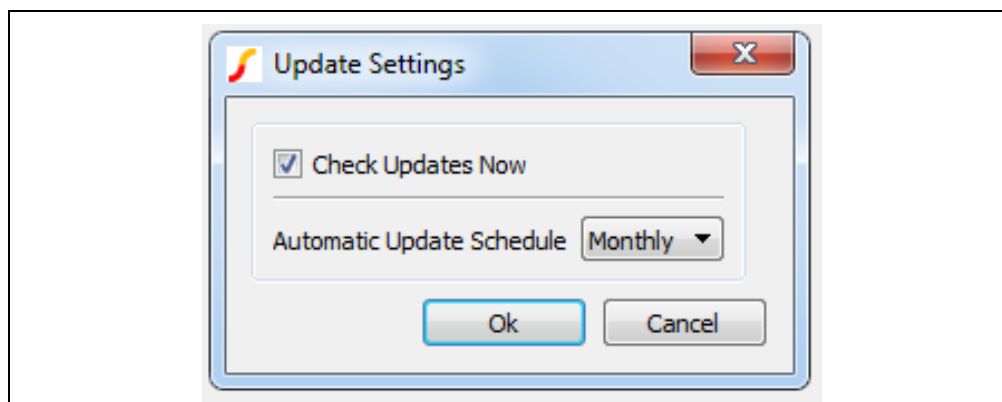 Update Settings
Check Updates Now
Automatic Update Schedule Monthly
Ok Cancel